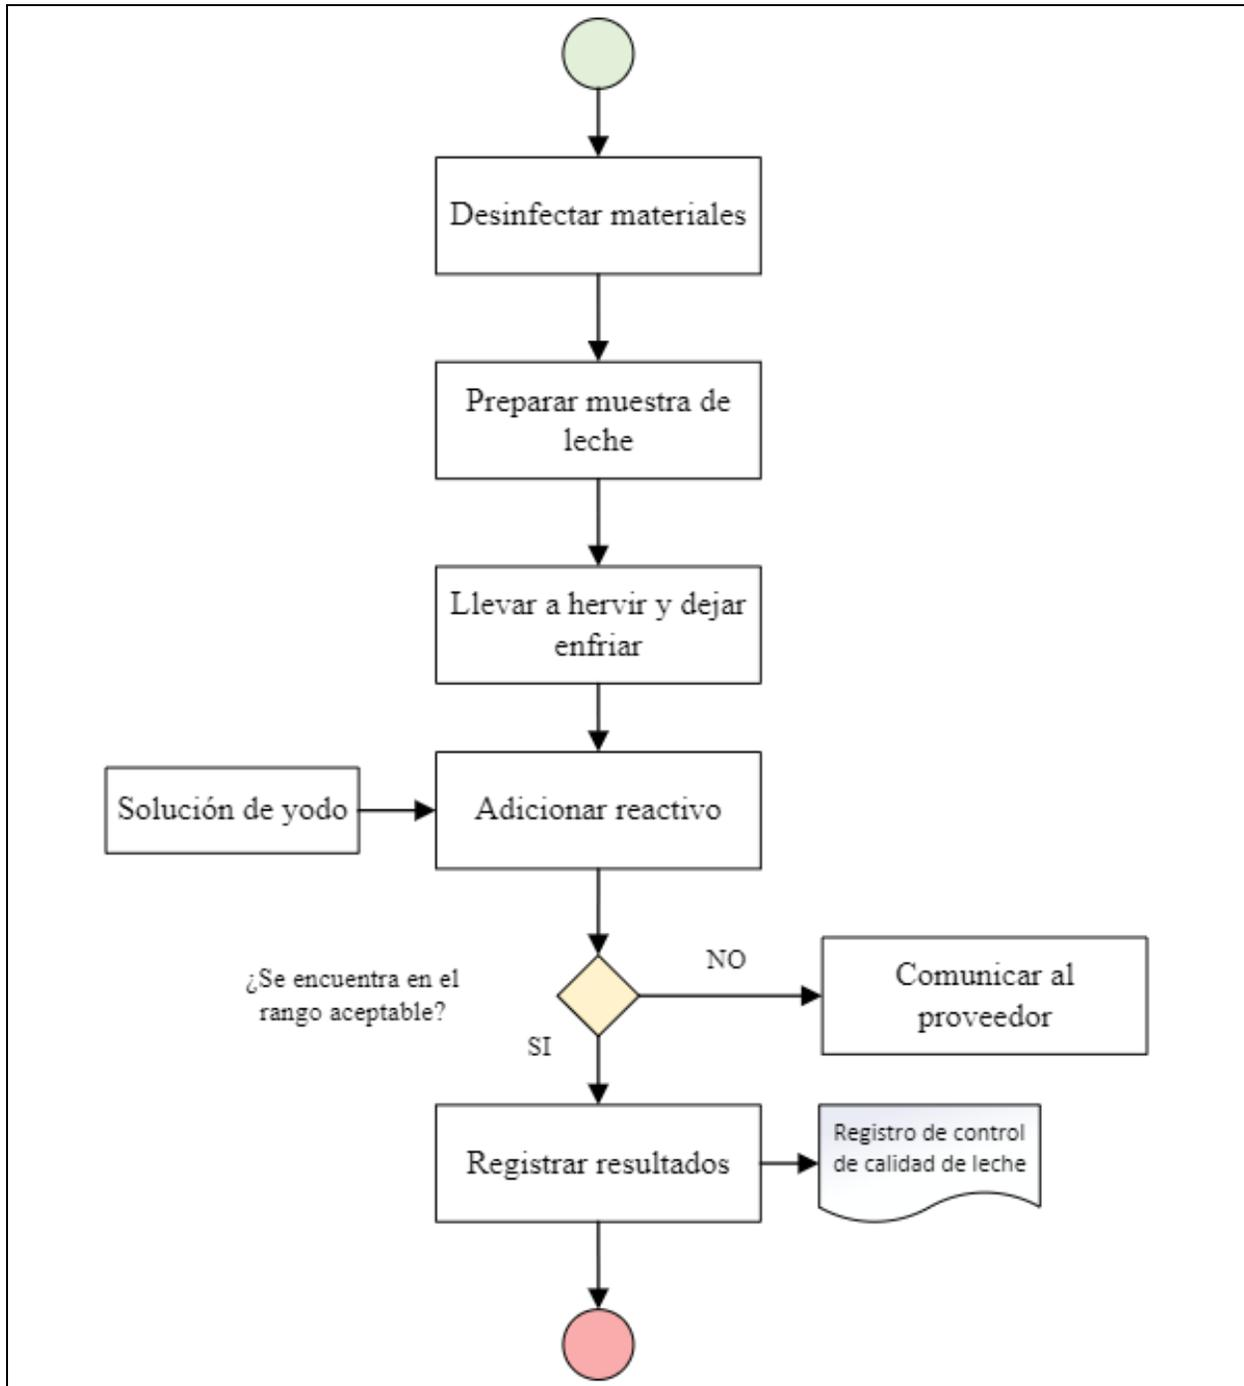 Desinfectar materiales
Preparar muestra de
leche
Llevar a hervir y dejar
enfriar
Solución de yodo
Adicionar reactivo
¿Se encuentra en el
rango aceptable?
NO
Comunicar al
proveedor
SI
Registrar resultados
Registro de control
de calidad de leche